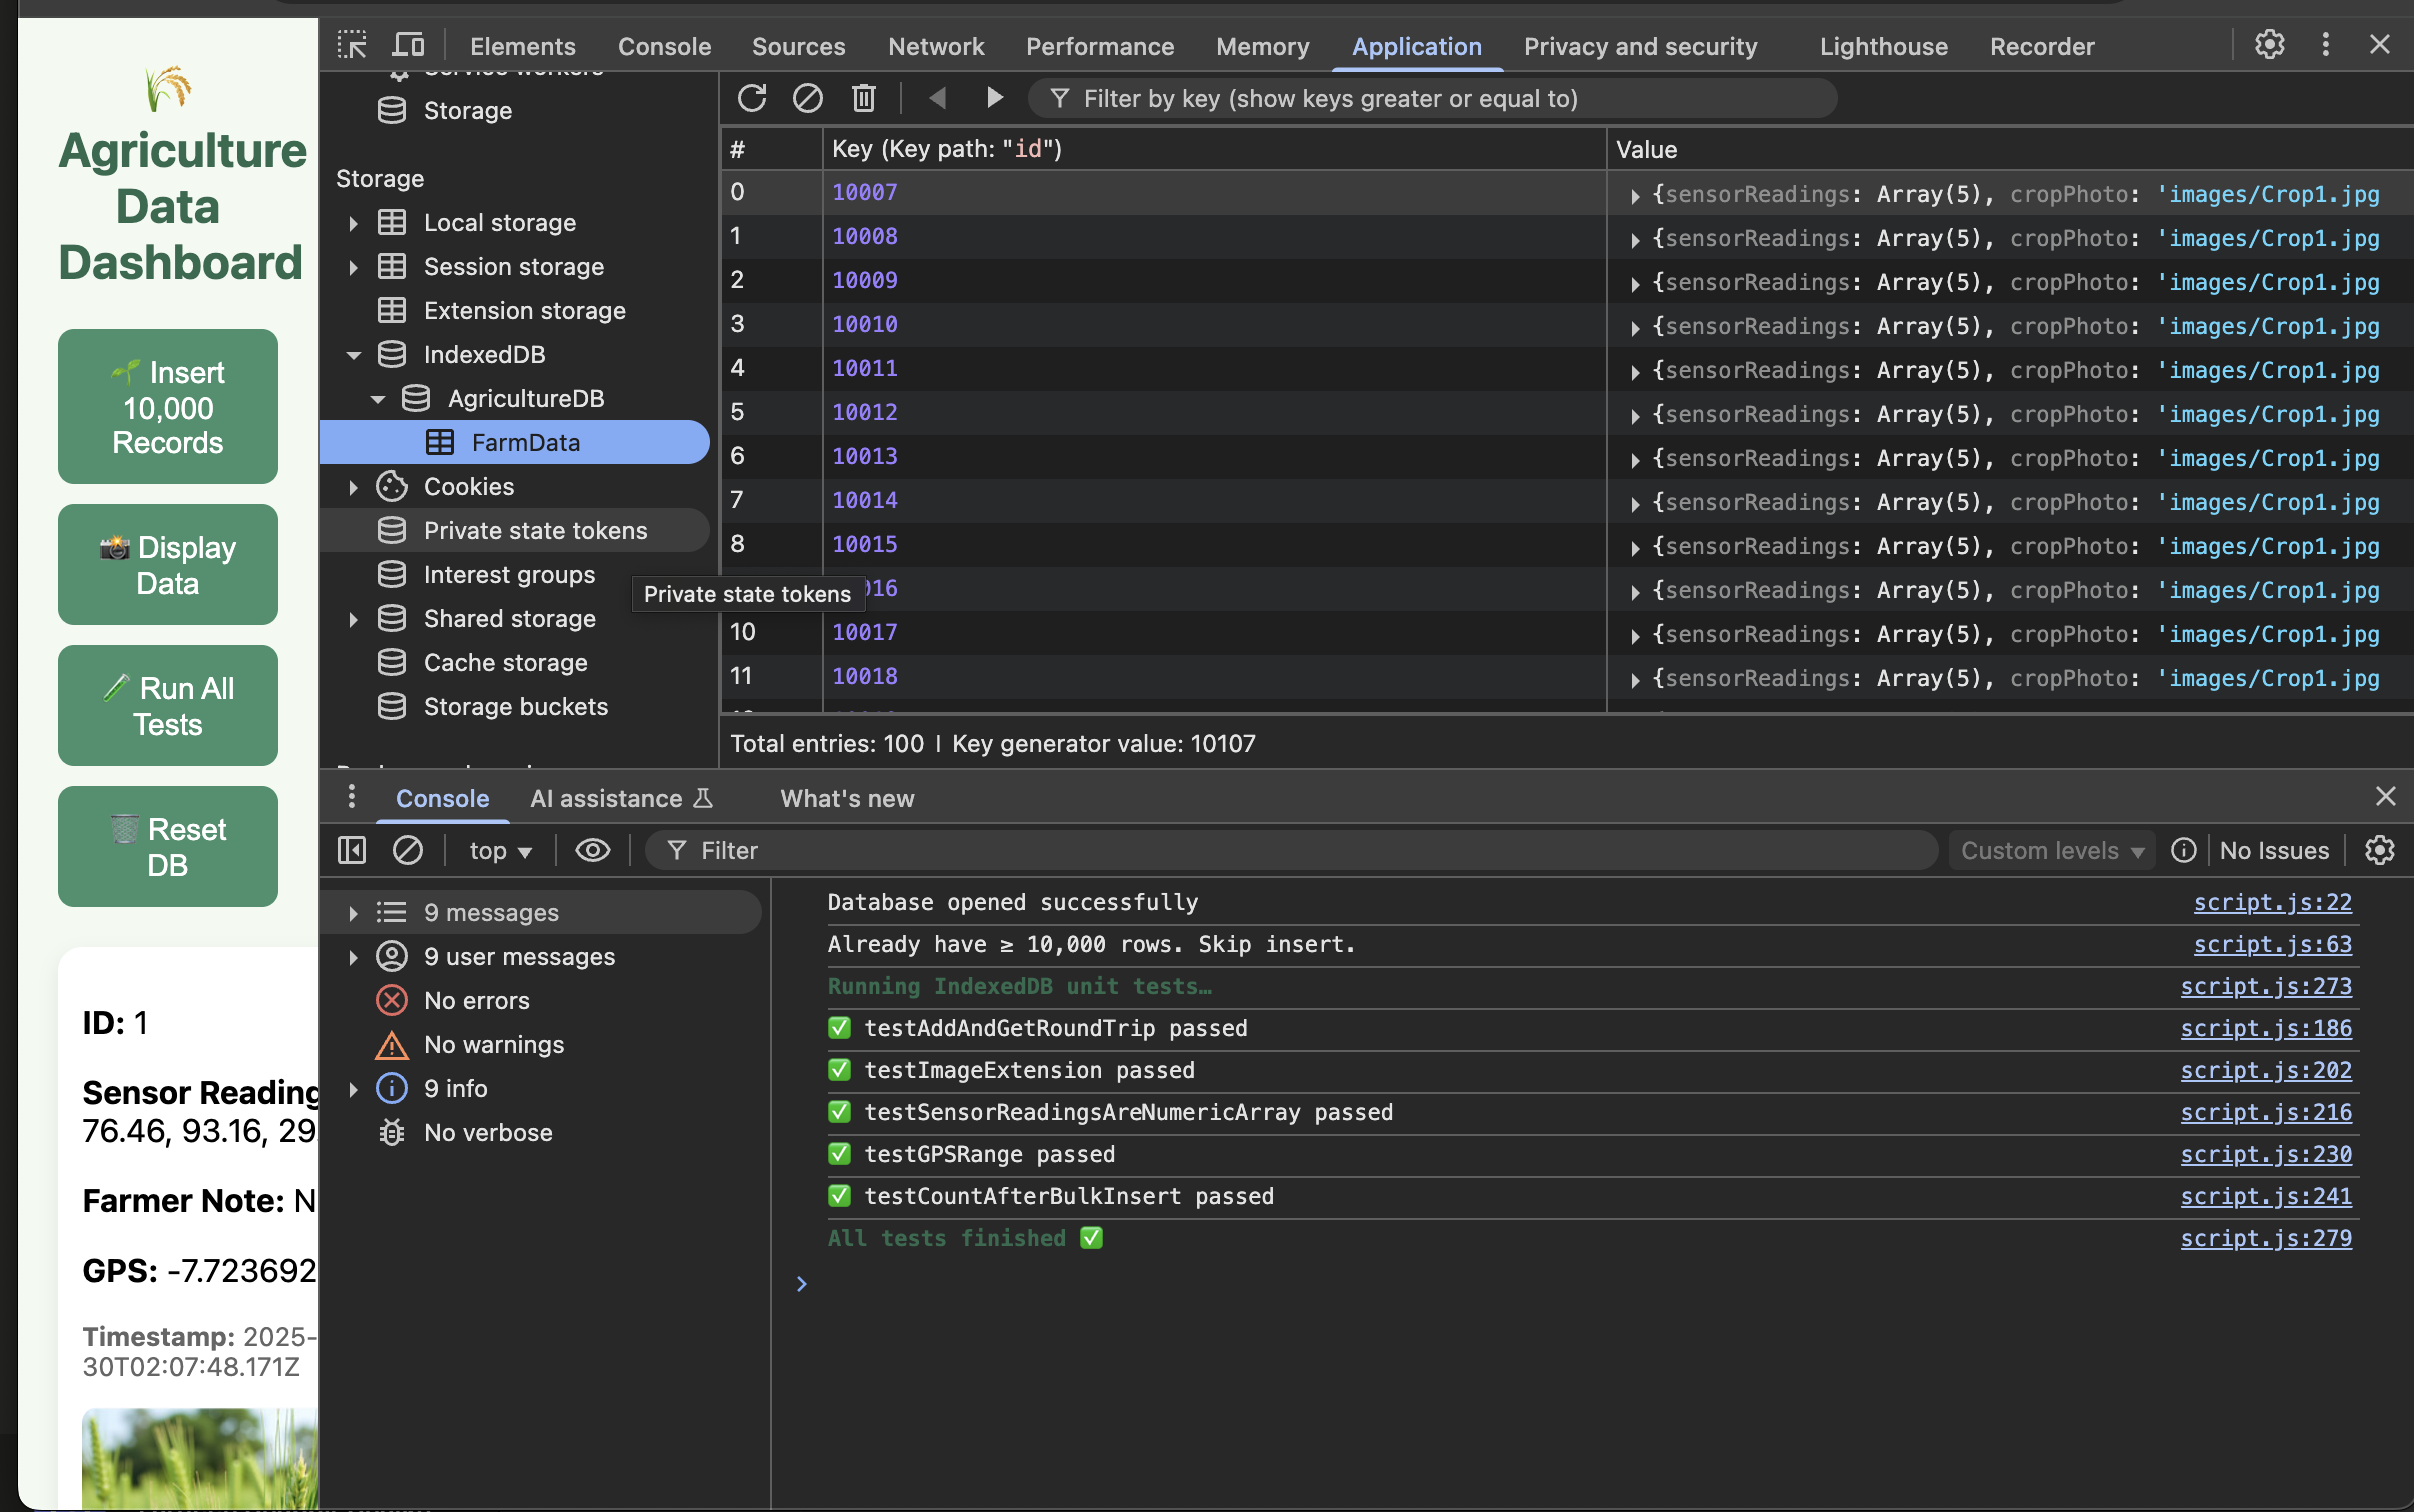 Agriculture
Data
Dashboard
🌱 Insert
10,000
Records
📸 Display
Data
🧪 Run All
Tests
🗑️ Reset
DB
ID: 1
Sensor Reading
76.46, 93.16, 29
Farmer Note: N
GPS: -7.723692
Timestamp: 2025-
30T02:07:48.171Z
Elements Console Sources Network Performance Memory Application Privacy and security Lighthouse Recorder
Service workers
Storage
Storage
Local storage
Session storage
Extension storage
IndexedDB
AgricultureDB
FarmData
Cookies
Private state tokens
Interest groups
Shared storage
Cache storage
Storage buckets
Private state tokens
Filter by key (show keys greater or equal to)
# Key (Key path: "id") Value
0 10007 {sensorReadings: Array(5), cropPhoto: 'images/Crop1.jpg
1 10008 {sensorReadings: Array(5), cropPhoto: 'images/Crop1.jpg
2 10009 {sensorReadings: Array(5), cropPhoto: 'images/Crop1.jpg
3 10010 {sensorReadings: Array(5), cropPhoto: 'images/Crop1.jpg
4 10011 {sensorReadings: Array(5), cropPhoto: 'images/Crop1.jpg
5 10012 {sensorReadings: Array(5), cropPhoto: 'images/Crop1.jpg
6 10013 {sensorReadings: Array(5), cropPhoto: 'images/Crop1.jpg
7 10014 {sensorReadings: Array(5), cropPhoto: 'images/Crop1.jpg
8 10015 {sensorReadings: Array(5), cropPhoto: 'images/Crop1.jpg
016 {sensorReadings: Array(5), cropPhoto: 'images/Crop1.jpg
10 10017 {sensorReadings: Array(5), cropPhoto: 'images/Crop1.jpg
11 10018 {sensorReadings: Array(5), cropPhoto: 'images/Crop1.jpg
Total entries: 100 | Key generator value: 10107
Console AI assistance What's new
top Filter Custom levels No Issues
9 messages
9 user messages
No errors
No warnings
9 info
No verbose
Database opened successfully script.js:22
Already have ≥ 10,000 rows. Skip insert. script.js:63
Running IndexedDB unit tests… script.js:273
✅ testAddAndGetRoundTrip passed script.js:186
✅ testImageExtension passed script.js:202
✅ testSensorReadingsAreNumericArray passed script.js:216
✅ testGPSRange passed script.js:230
✅ testCountAfterBulkInsert passed script.js:241
All tests finished ✅ script.js:279